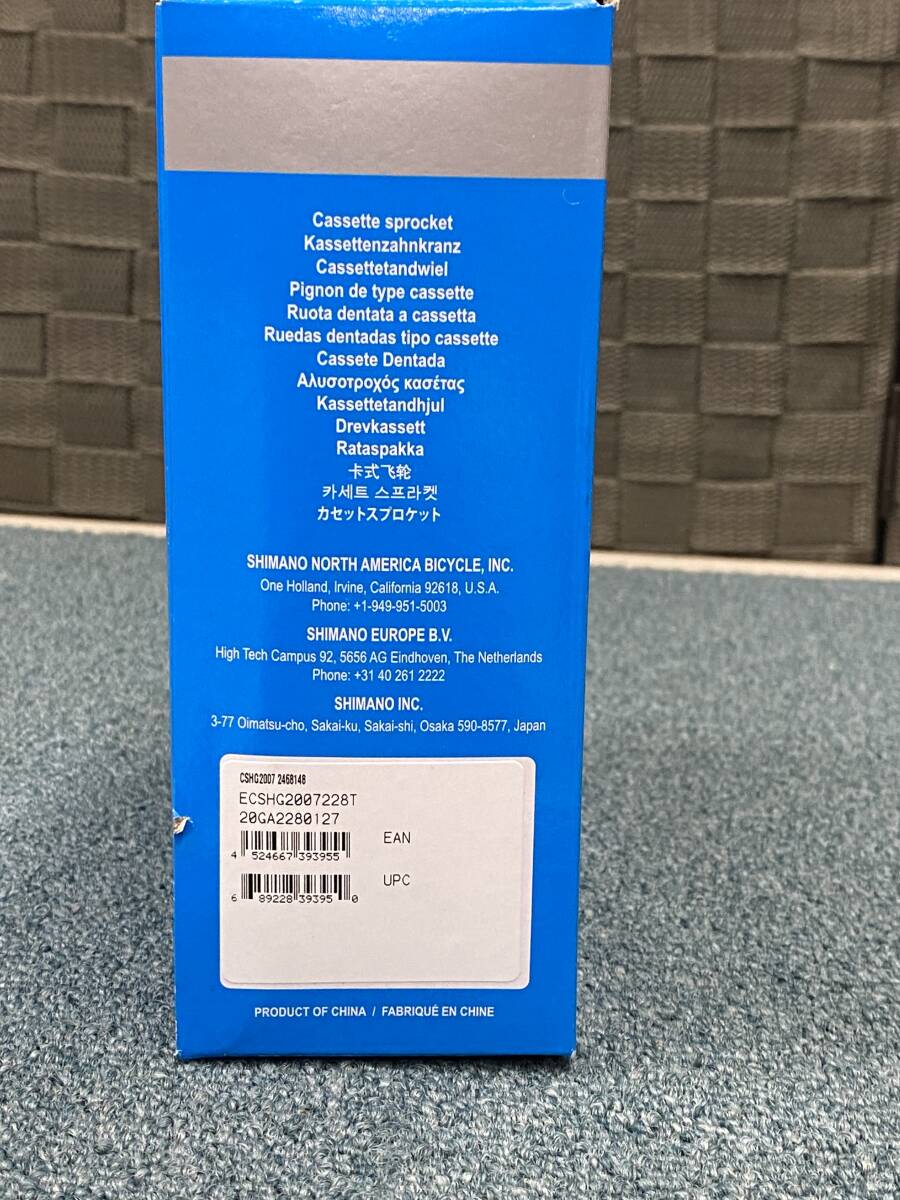 Cassette sprocket
Kassettenzahnkranz
Cassettetandwiel
Pignon de type cassette
Ruota dentata a cassetta
Ruedas dentadas tipo cassette
Cassete Dentada
Αλυσοτροχός κασέτας
Kassettetandhjul
Drevkassett
Rataspakka
卡式飞轮
카세트 스프라켓
カセットスプロケット
SHIMANO NORTH AMERICA BICYCLE, INC.
One Holland, Irvine, California 92618, U.S.A.
Phone: +1-949-951-5003
SHIMANO EUROPE B.V.
High Tech Campus 92, 5656 AG Eindhoven, The Netherlands
Phone: +31 40 261 2222
SHIMANO INC.
3-77 Oimatsu-cho, Sakai-ku, Sakai-shi, Osaka 590-8577, Japan
CSHG2007 2468148
ECSHG2007228T
20GA2280127
EAN
4 524667 393955
UPC
6 89228 39395 0
PRODUCT OF CHINA / FABRIQUÉ EN CHINE